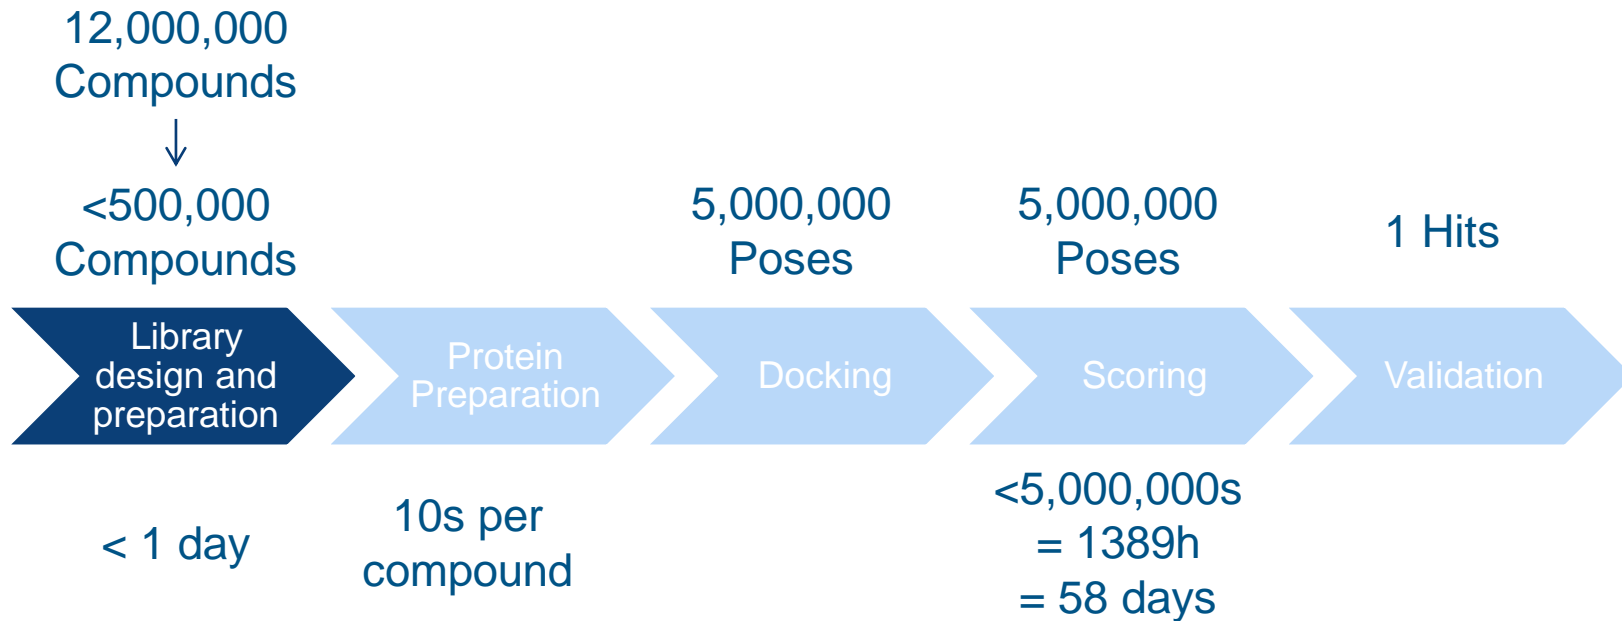 12,000,000
Compounds
<500,000
Compounds
5,000,000
Poses
5,000,000
Poses
1 Hits
Library
design and
preparation
Protein
Preparation
Docking
Scoring
Validation
< 1 day
10s per
compound
<5,000,000s
= 1389h
= 58 days